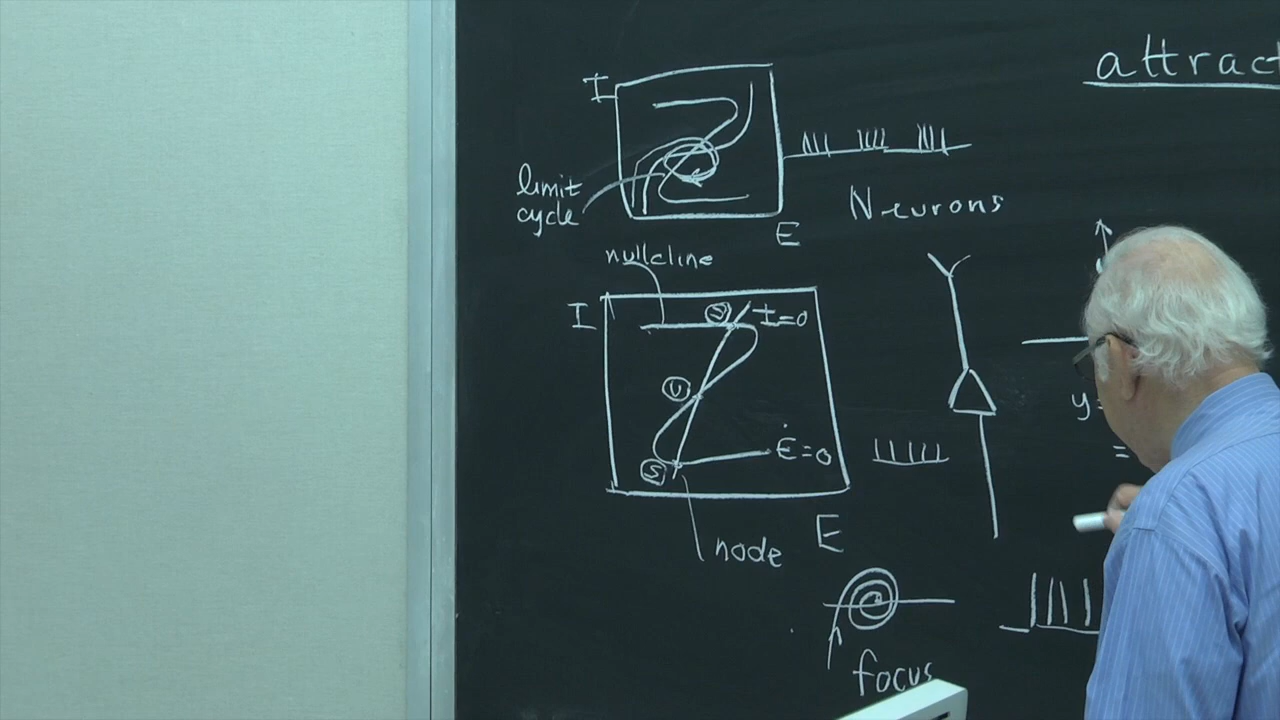 attract
I
limit
cycle
Neurons
E
nullcline
I
S
I=0
U
y=
Ė=0
=
S
E
node
focus